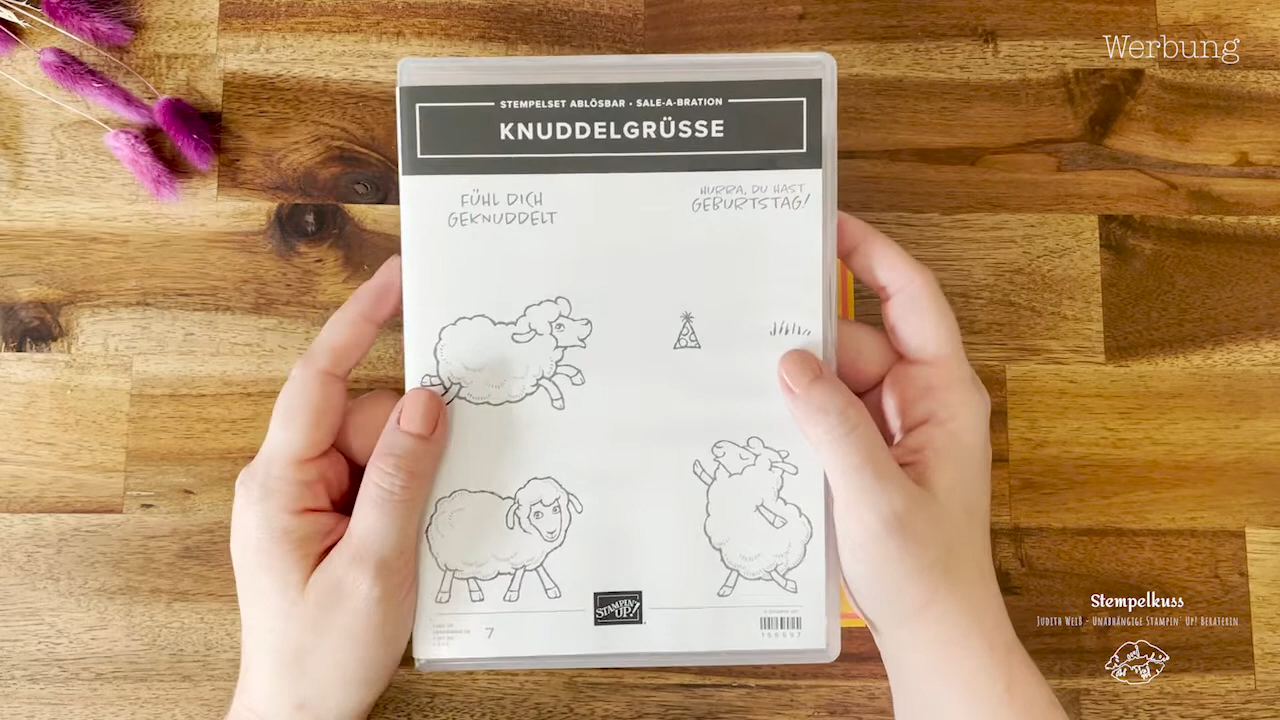 Werbung
STEMPELSET ABLÖSBAR • SALE-A-BRATION
KNUDDELGRÜSSE
FÜHL DICH
GEKNUDDELT
HURRA, DU HAST
GEBURTSTAG!
STAMPIN' UP!
7
Stempelkuss
JUDITH WEIß - UNABHÄNGIGE STAMPIN' UP! BERATERIN